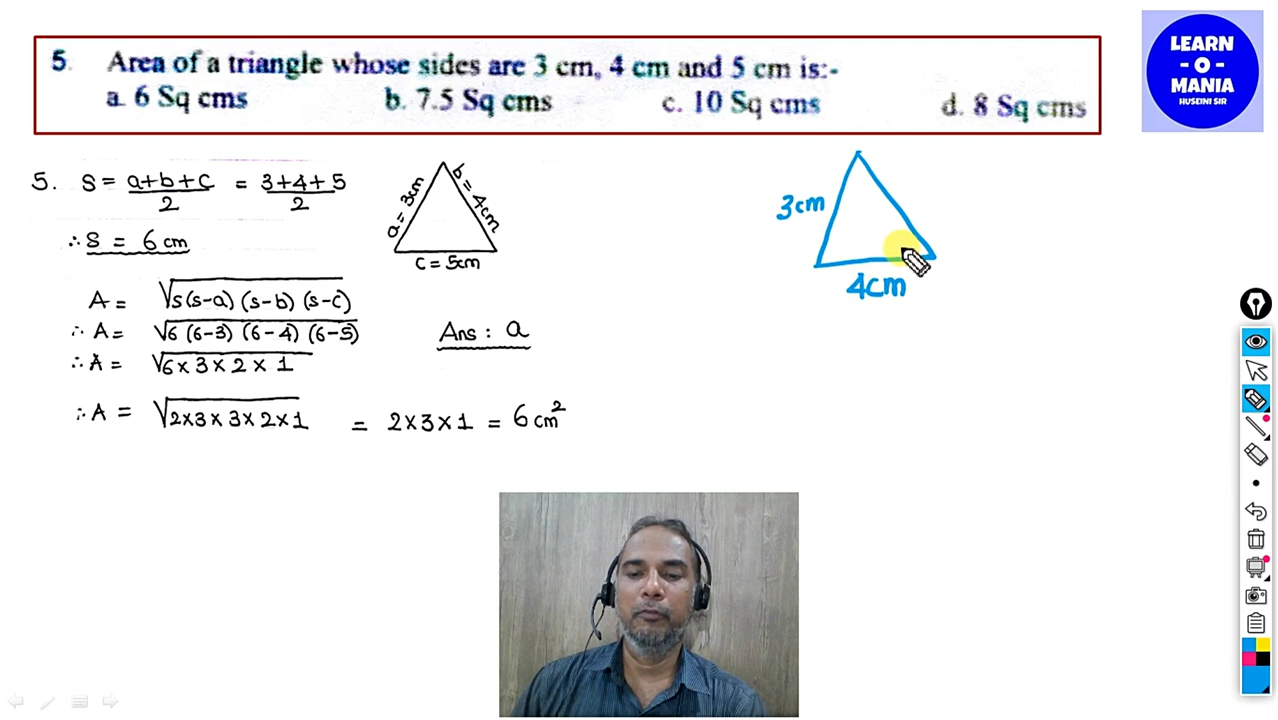 5. Area of a triangle whose sides are 3 cm, 4 cm and 5 cm is:-
a. 6 Sq cms b. 7.5 Sq cms c. 10 Sq cms d. 8 Sq cms
LEARN
- O -
MANIA
HUSEINI SIR
5. S = a+b+c/2 = 3+4+5/2
∴ S = 6 cm
a = 3cm
b = 4cm
c = 5cm
A = √s(s-a) (s-b) (s-c)
∴ A = √6 (6-3) (6-4) (6-5)
∴ A = √6 × 3 × 2 × 1
∴ A = √2×3×3×2×1 = 2×3×1 = 6 cm²
Ans : a
3cm
4cm